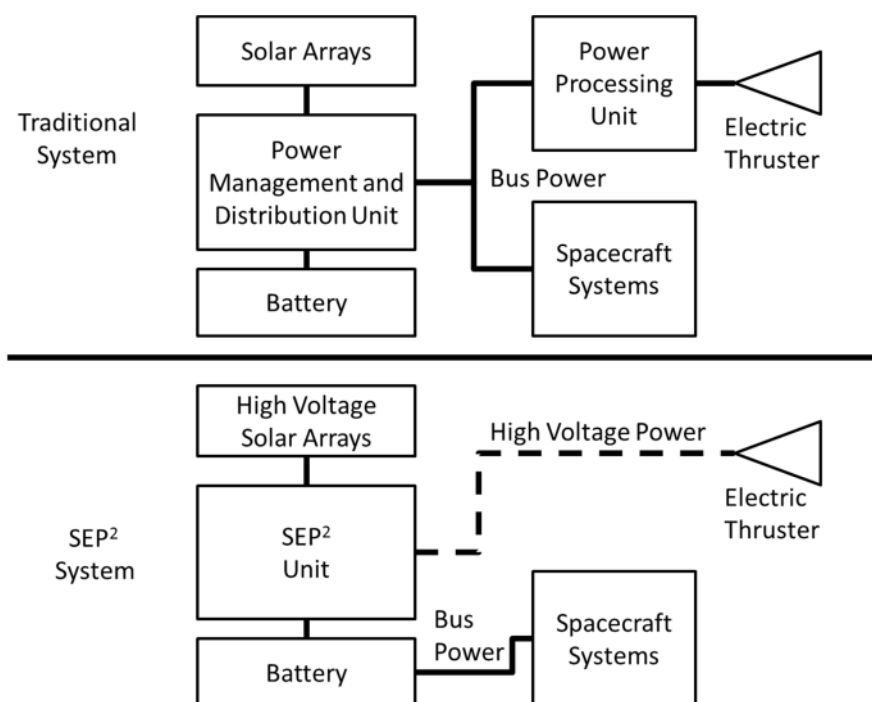 Solar Arrays
Power
Processing
Unit
Traditional
System
Power
Management and
Distribution Unit
Electric
Thruster
Bus Power
Spacecraft
Systems
Battery
High Voltage
Solar Arrays
High Voltage Power
Electric
Thruster
SEP²
System
SEP²
Unit
Bus
Power
Spacecraft
Systems
Battery